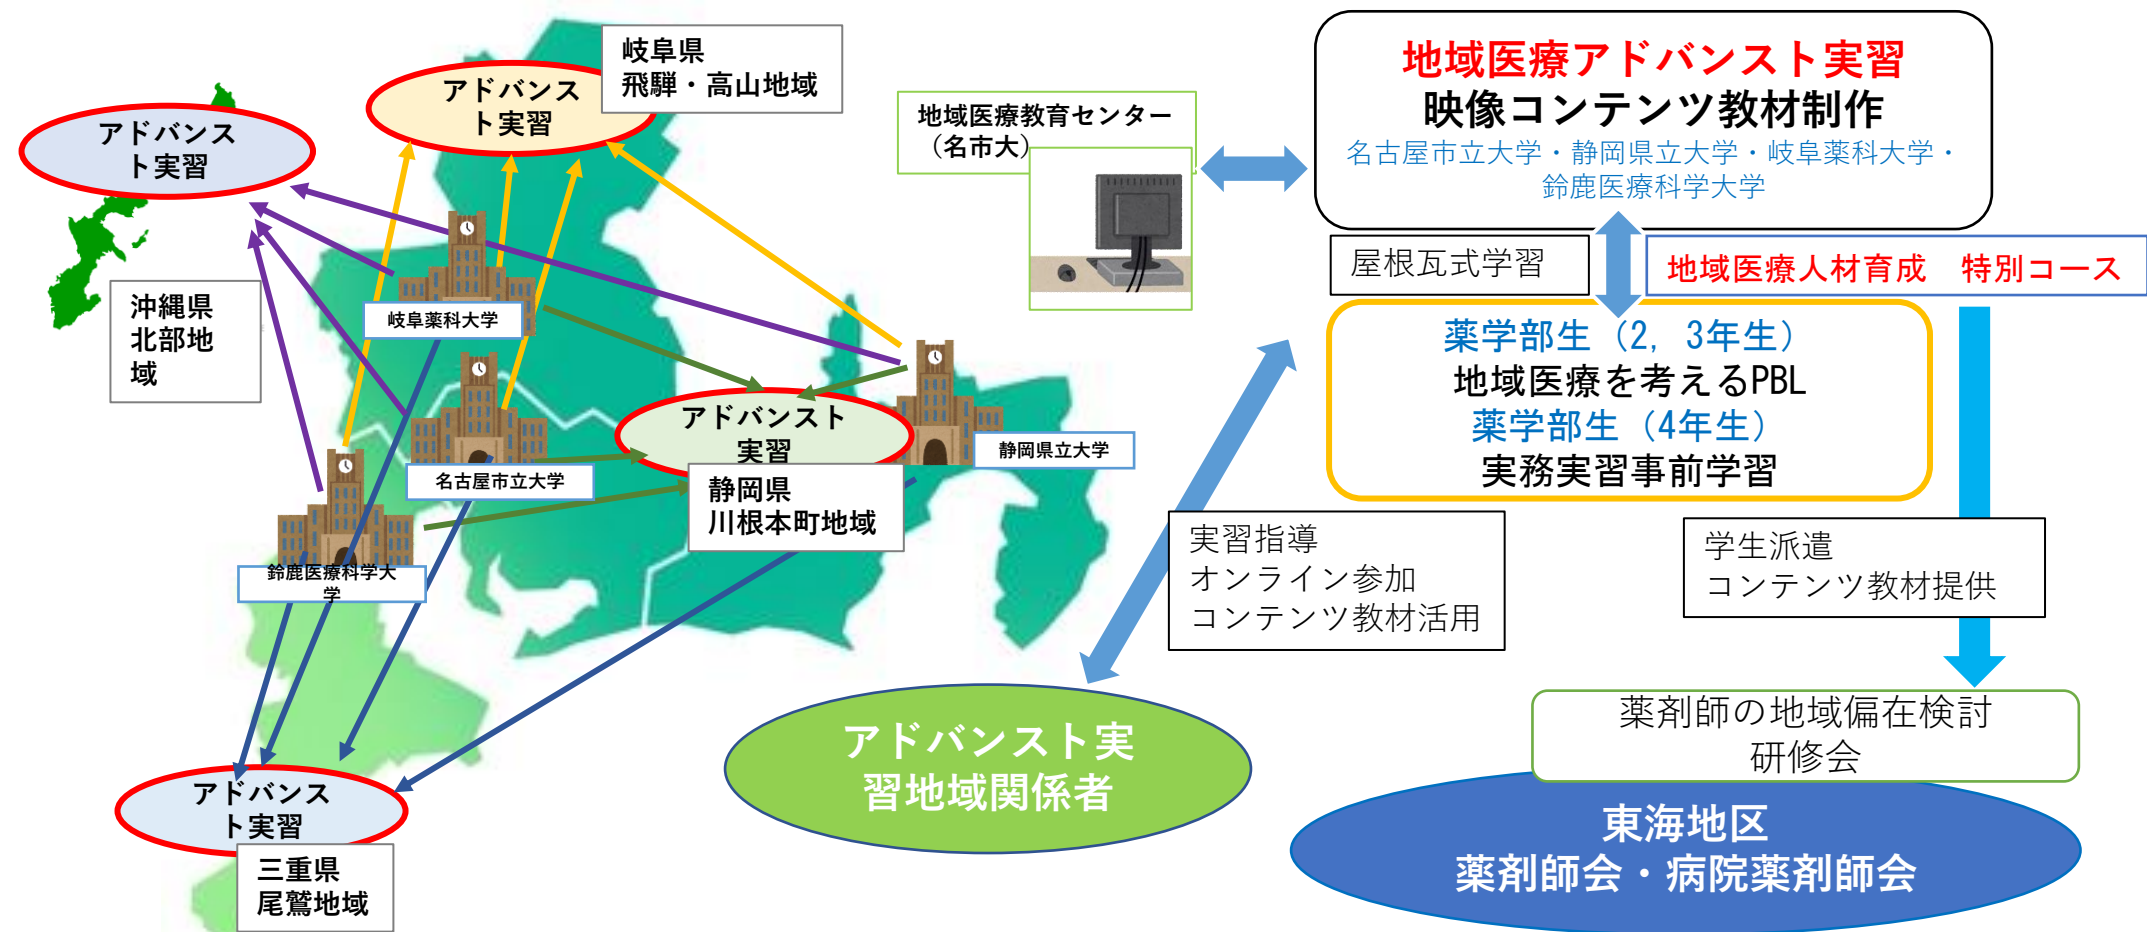 岐阜県
飛騨・高山地域
アドバンス
ト実習
アドバンス
ト実習
沖縄県
北部地
域
岐阜薬科大学
名古屋市立大学
鈴鹿医療科学大
学
静岡県立大学
アドバンスト
実習
静岡県
川根本町地域
アドバンス
ト実習
三重県
尾鷲地域
地域医療教育センター
（名市大）
地域医療アドバンスト実習
映像コンテンツ教材制作
名古屋市立大学・静岡県立大学・岐阜薬科大学・
鈴鹿医療科学大学
屋根瓦式学習
地域医療人材育成　特別コース
薬学部生（2, 3年生）
地域医療を考えるPBL
薬学部生（4年生）
実務実習事前学習
実習指導
オンライン参加
コンテンツ教材活用
学生派遣
コンテンツ教材提供
アドバンスト実
習地域関係者
薬剤師の地域偏在検討
研修会
東海地区
薬剤師会・病院薬剤師会